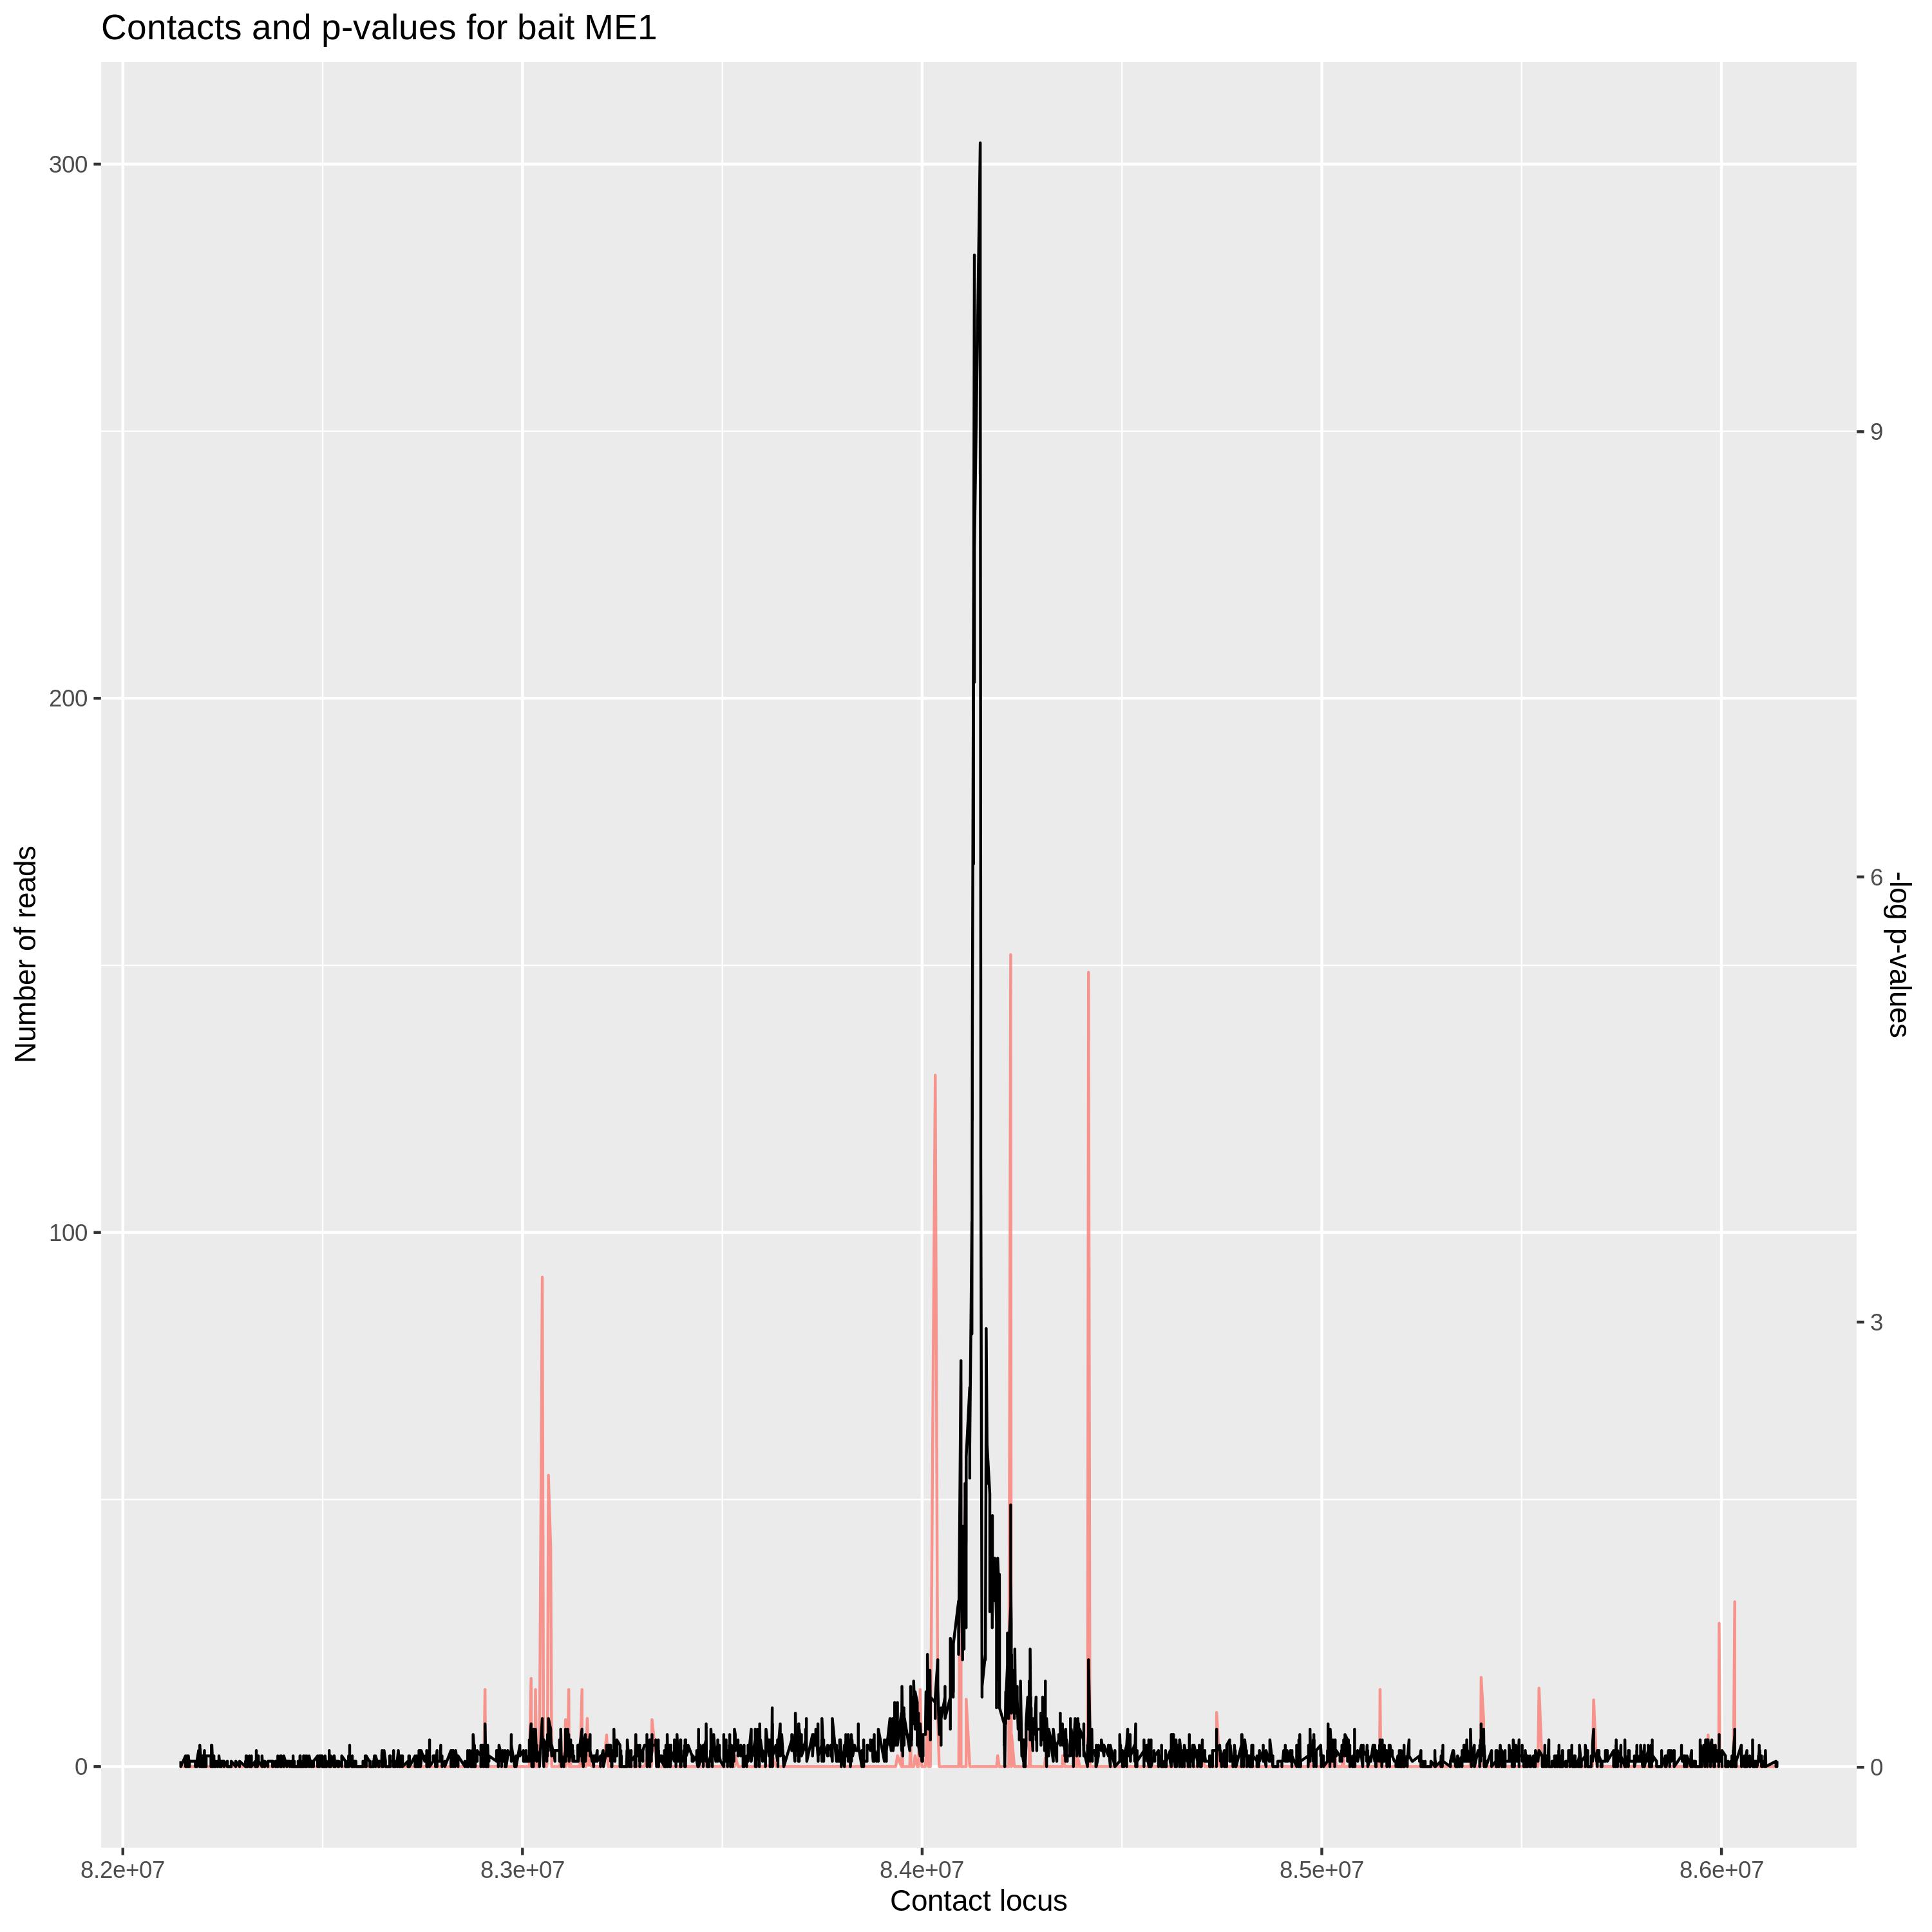 Contacts and p-values for bait ME1
300
200
100
0
Number of reads
9
6
3
0
-log p-values
8.2e+07
8.3e+07
8.4e+07
8.5e+07
8.6e+07
Contact locus